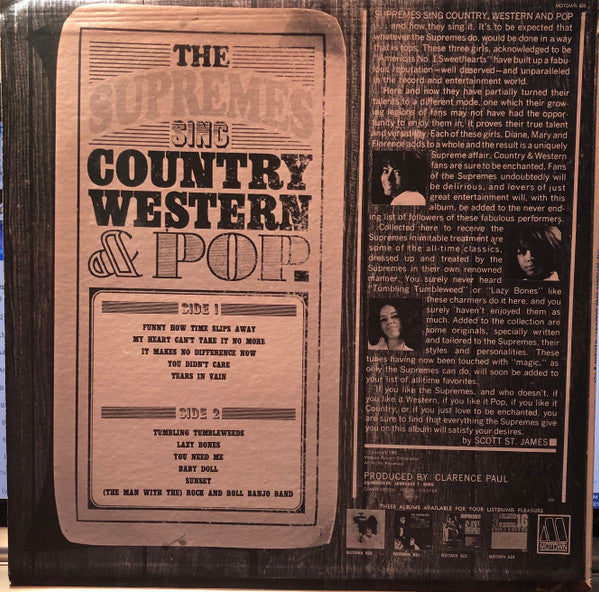 MOTOWN 625
THE
SUPREMES
SING
COUNTRY
WESTERN
& POP.
SIDE 1
FUNNY HOW TIME SLIPS AWAY
MY HEART CAN'T TAKE IT NO MORE
IT MAKES NO DIFFERENCE NOW
YOU DIDN'T CARE
TEARS IN VAIN
SIDE 2
TUMBLING TUMBLEWEEDS
LAZY BONES
YOU NEED ME
BABY DOLL
SUNSET
(THE MAN WITH THE) ROCK AND ROLL BANJO BAND
SUPREMES SING COUNTRY, WESTERN AND POP
and how they sing it. It's to be expected that
whatever the Supremes do, would be done in a way
that is tops. These three girls, acknowledged to be
"Americas No. 1 Sweethearts" have built up a fabu-
lous reputation—well deserved—and unparalleled
in the record and entertainment world.
Here and now they have partially turned their
talents to a different mode, one which their grow-
ing legions of fans may not have had the oppor-
tunity to enjoy them in. It proves their true talent
and versatility. Each of these girls, Diane, Mary and
Florence adds to a whole and the result is a uniquely
Supreme affair. Country & Western
fans are sure to be enchanted. Fans
of the Supremes undoubtedly will
be delirious, and lovers of just
great entertainment will, with this
album, be added to the never end-
ing list of followers of these fabulous performers.
Collected here to receive the
Supremes inimitable treatment are
some of the all-time classics,
dressed up and treated by the
Supremes in their own renowned
manner. You surely never heard
"Tumbling Tumbleweed" or "Lazy Bones" like
these charmers do it here, and you
surely haven't enjoyed them as
much. Added to the collection are
some originals, specially written
and tailored to the Supremes, their
styles and personalities. These
tunes having now been touched with "magic," as
only the Supremes can do, will soon be added to
your list of all-time favorites.
If you like the Supremes, and who doesn't, if
you like it Western, if you like it Pop, if you like it
Country, or if you just love to be enchanted, you
are sure to find that everything the Supremes give
you on this album will satisfy your desires.
by SCOTT ST. JAMES
PRODUCED BY: CLARENCE PAUL
THESE ALBUMS AVAILABLE FOR YOUR LISTENING PLEASURE
MOTOWN